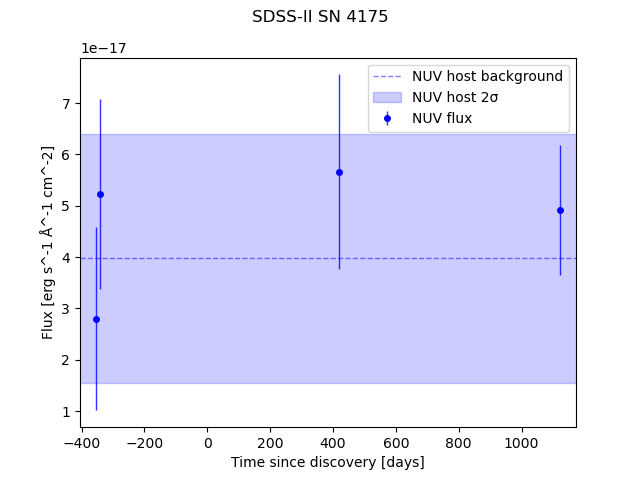 SDSS-II SN 4175
1e−17
NUV host background
NUV host 2σ
NUV flux
7
6
5
4
3
2
1
Flux [erg s^-1 Å^-1 cm^-2]
−400 −200 0 200 400 600 800 1000
Time since discovery [days]